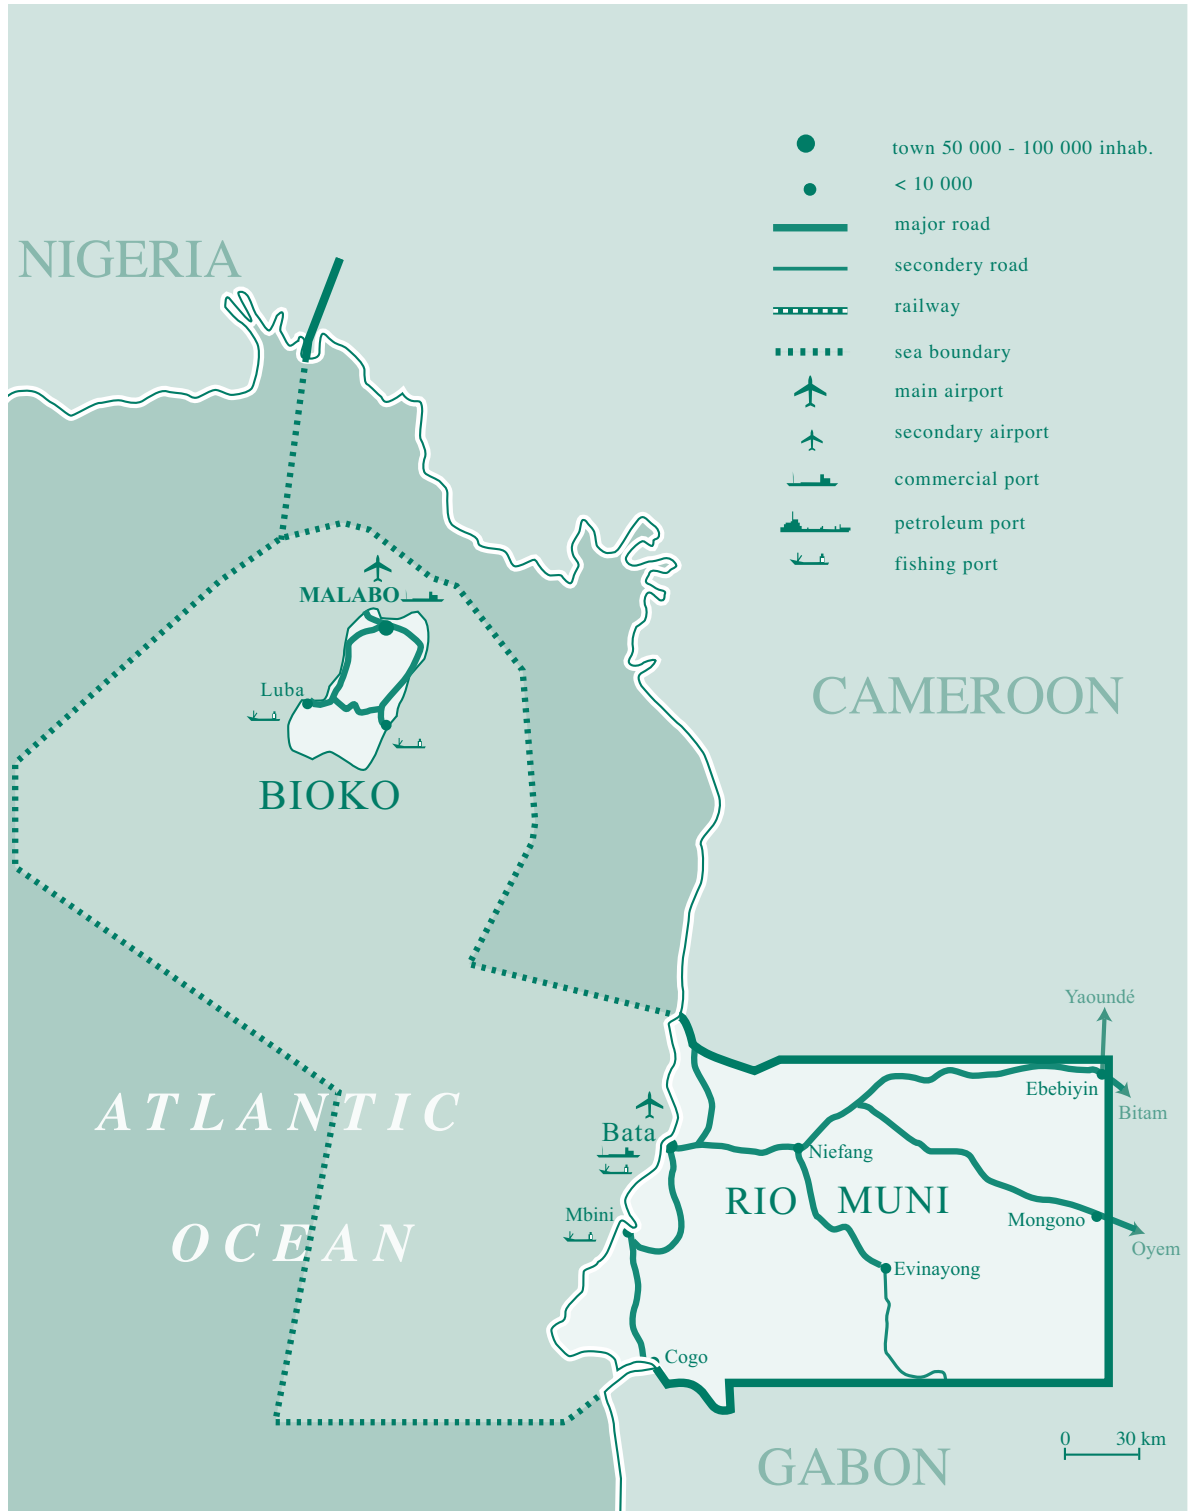 town 50 000 - 100 000 inhab.
< 10 000
major road
NIGERIA
secondery road
railway
sea boundary
main airport
secondary airport
commercial port
petroleum port
fishing port
MALABO
Luba
CAMEROON
BIOKO
Yaoundé
Ebebiyin
ATLANTIC
Bitam
Bata
Niefang
RIO MUNI
Mbini
Mongono
OCEAN
Oyem
Evinayong
Cogo
0 30 km
GABON